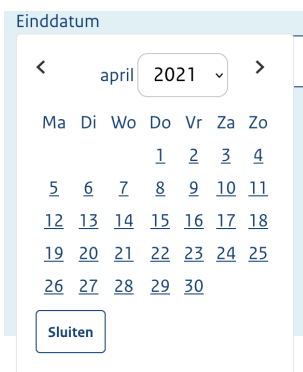 Einddatum
april 2021
Ma Di Wo Do Vr Za Zo
1 2 3 4
5 6 7 8 9 10 11
12 13 14 15 16 17 18
19 20 21 22 23 24 25
26 27 28 29 30
Sluiten